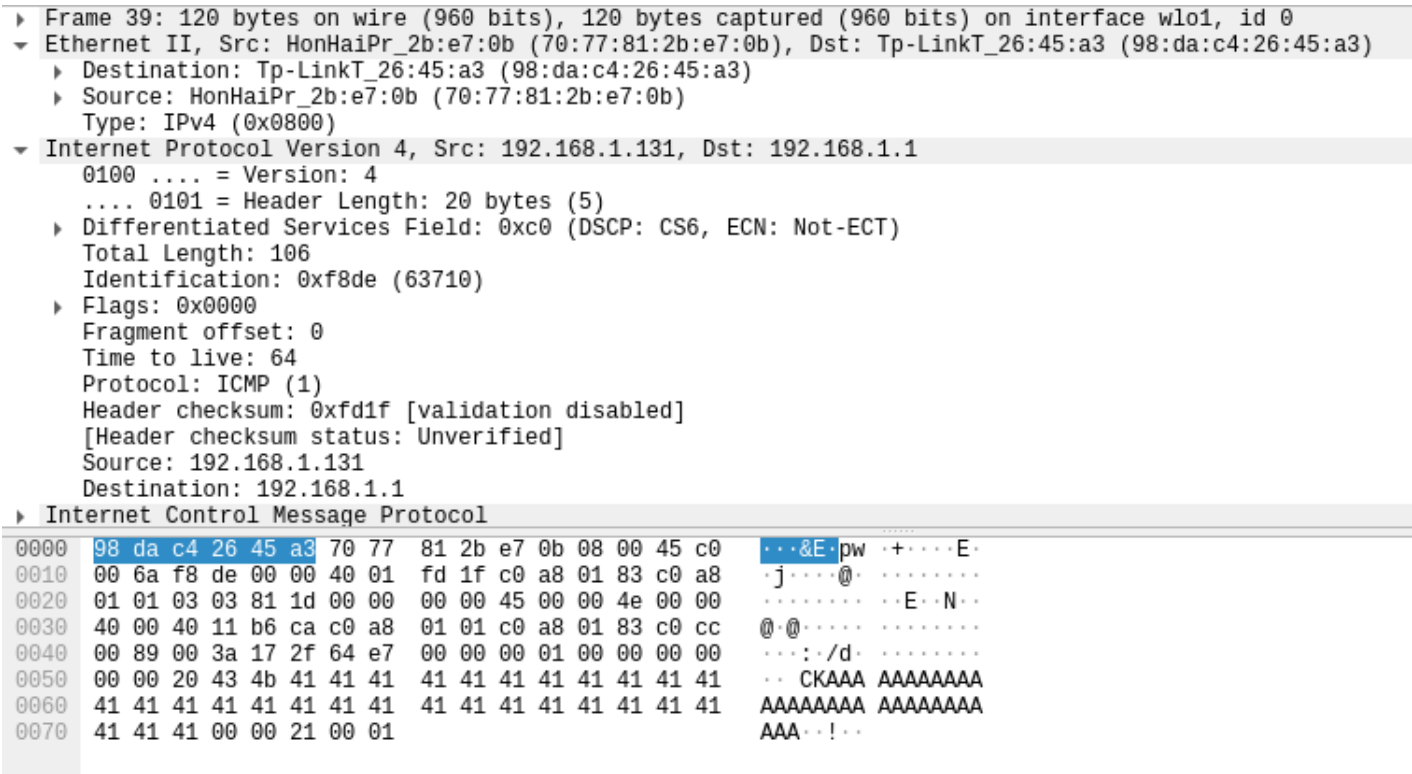 Frame 39: 120 bytes on wire (960 bits), 120 bytes captured (960 bits) on interface wlo1, id 0
Ethernet II, Src: HonHaiPr_2b:e7:0b (70:77:81:2b:e7:0b), Dst: Tp-LinkT_26:45:a3 (98:da:c4:26:45:a3)
Destination: Tp-LinkT_26:45:a3 (98:da:c4:26:45:a3)
Source: HonHaiPr_2b:e7:0b (70:77:81:2b:e7:0b)
Type: IPv4 (0x0800)
Internet Protocol Version 4, Src: 192.168.1.131, Dst: 192.168.1.1
0100 .... = Version: 4
.... 0101 = Header Length: 20 bytes (5)
Differentiated Services Field: 0xc0 (DSCP: CS6, ECN: Not-ECT)
Total Length: 106
Identification: 0xf8de (63710)
Flags: 0x0000
Fragment offset: 0
Time to live: 64
Protocol: ICMP (1)
Header checksum: 0xfd1f [validation disabled]
[Header checksum status: Unverified]
Source: 192.168.1.131
Destination: 192.168.1.1
Internet Control Message Protocol
0000 98 da c4 26 45 a3 70 77 81 2b e7 0b 08 00 45 c0 ···&E·pw ·+····E·
0010 00 6a f8 de 00 00 40 01 fd 1f c0 a8 01 83 c0 a8 ·j····@· ········
0020 01 01 03 03 81 1d 00 00 00 00 45 00 00 4e 00 00 ········ ··E··N··
0030 40 00 40 11 b6 ca c0 a8 01 01 c0 a8 01 83 c0 cc @·@····· ········
0040 00 89 00 3a 17 2f 64 e7 00 00 00 01 00 00 00 00 ···:·/d· ········
0050 00 00 20 43 4b 41 41 41 41 41 41 41 41 41 41 41 ·· CKAAA AAAAAAAA
0060 41 41 41 41 41 41 41 41 41 41 41 41 41 41 41 41 AAAAAAAA AAAAAAAA
0070 41 41 41 00 00 21 00 01 AAA··!··